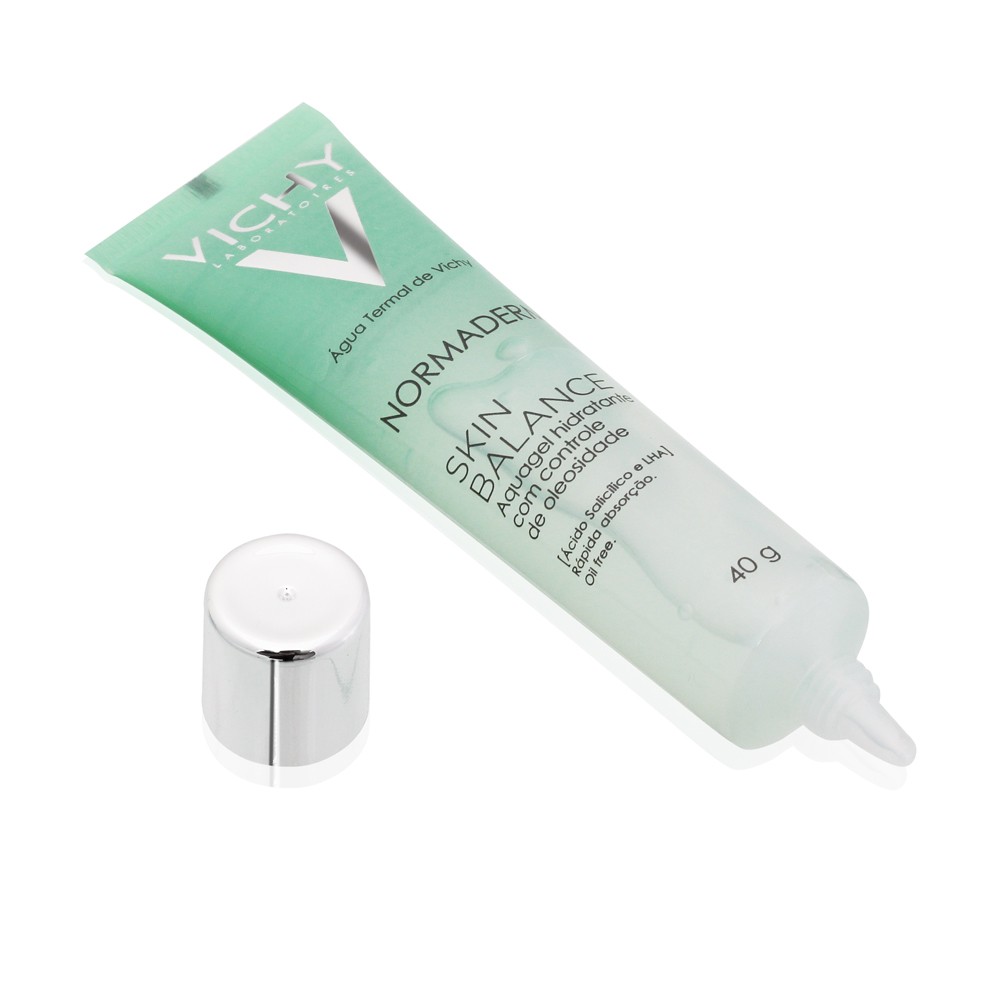 VICHY
LABORATOIRES
Água Termal de Vichy
NORMADERM
SKIN
BALANCE
Aquagel hidratante
com controle
de oleosidade
[Ácido Salicílico e LHA]
Rápida absorção.
Oil free.
40 g